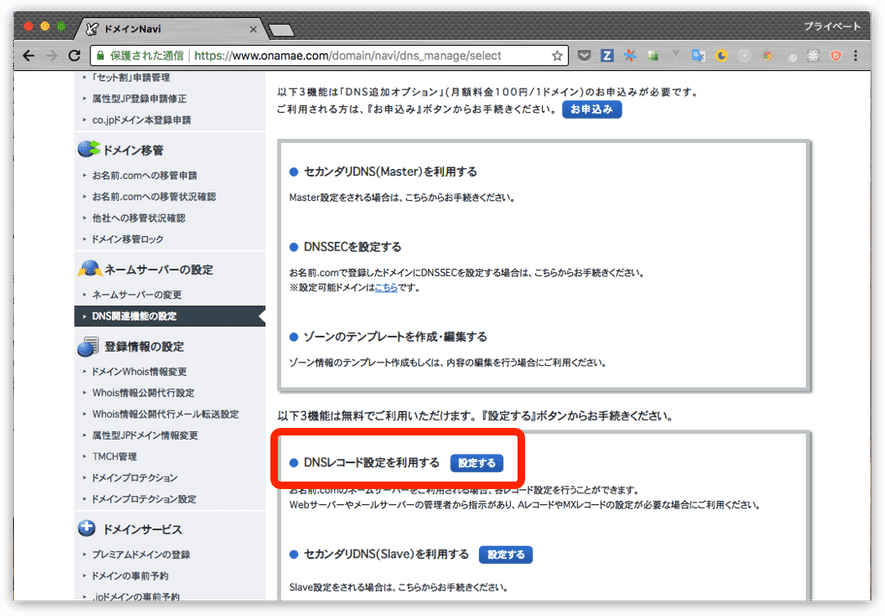 ドメインNavi
プライベート
保護された通信 https://www.onamae.com/domain/navi/dns_manage/select
「セット割」申請管理
属性型JP登録申請修正
co.jpドメイン本登録申請
ドメイン移管
お名前.comへの移管申請
お名前.comへの移管状況確認
他社への移管状況確認
ドメイン移管ロック
ネームサーバーの設定
ネームサーバーの変更
DNS関連機能の設定
登録情報の設定
ドメインWhois情報変更
Whois情報公開代行設定
Whois情報公開代行メール転送設定
属性型JPドメイン情報変更
TMCH管理
ドメインプロテクション
ドメインプロテクション設定
ドメインサービス
プレミアムドメインの登録
ドメインの事前予約
.jpドメインの事前予約
以下3機能は「DNS追加オプション」(月額料金100円/1ドメイン)のお申込みが必要です。
ご利用される方は、『お申込み』ボタンからお手続きください。 お申込み
セカンダリDNS(Master)を利用する
Master設定をされる場合は、こちらからお手続きください。
DNSSECを設定する
お名前.comで登録したドメインにDNSSECを設定する場合は、こちらからお手続きください。
※設定可能ドメインはこちらです。
ゾーンのテンプレートを作成・編集する
ゾーン情報のテンプレート作成もしくは、内容の編集を行う場合にご利用ください。
以下3機能は無料でご利用いただけます。『設定する』ボタンからお手続きください。
DNSレコード設定を利用する 設定する
お名前.comのネームサーバーをご利用される場合、各レコード設定を行うことができます。
Webサーバーやメールサーバーの管理者から指示があり、AレコードやMXレコードの設定が必要な場合にご利用ください。
セカンダリDNS(Slave)を利用する 設定する
Slave設定をされる場合は、こちらからお手続きください。